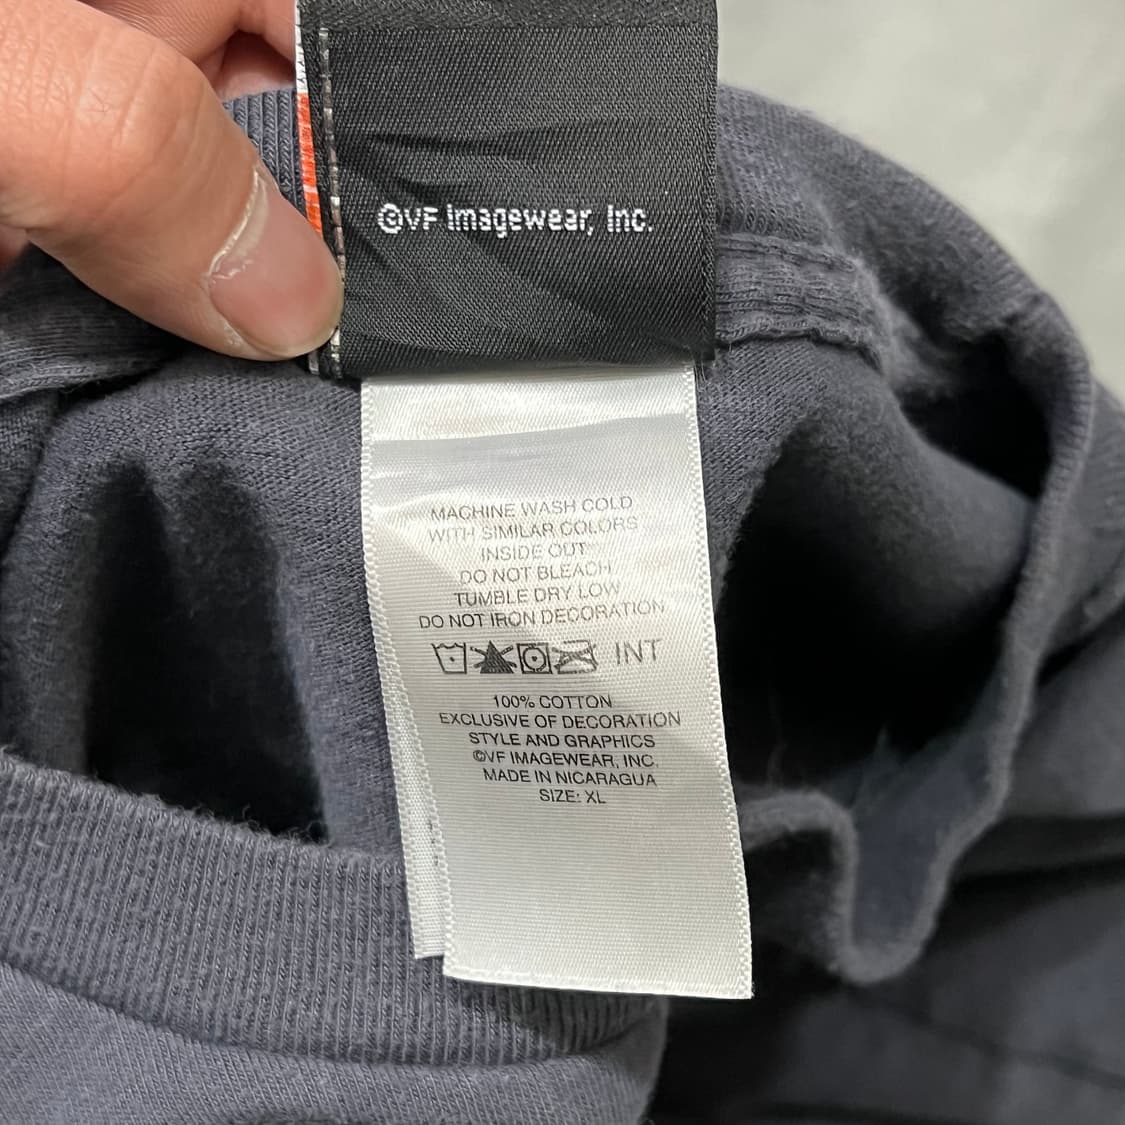 ©VF Imagewear, Inc.
MACHINE WASH COLD
WITH SIMILAR COLORS
INSIDE OUT
DO NOT BLEACH
TUMBLE DRY LOW
DO NOT IRON DECORATION
INT
100% COTTON
EXCLUSIVE OF DECORATION
STYLE AND GRAPHICS
©VF IMAGEWEAR, INC.
MADE IN NICARAGUA
SIZE: XL